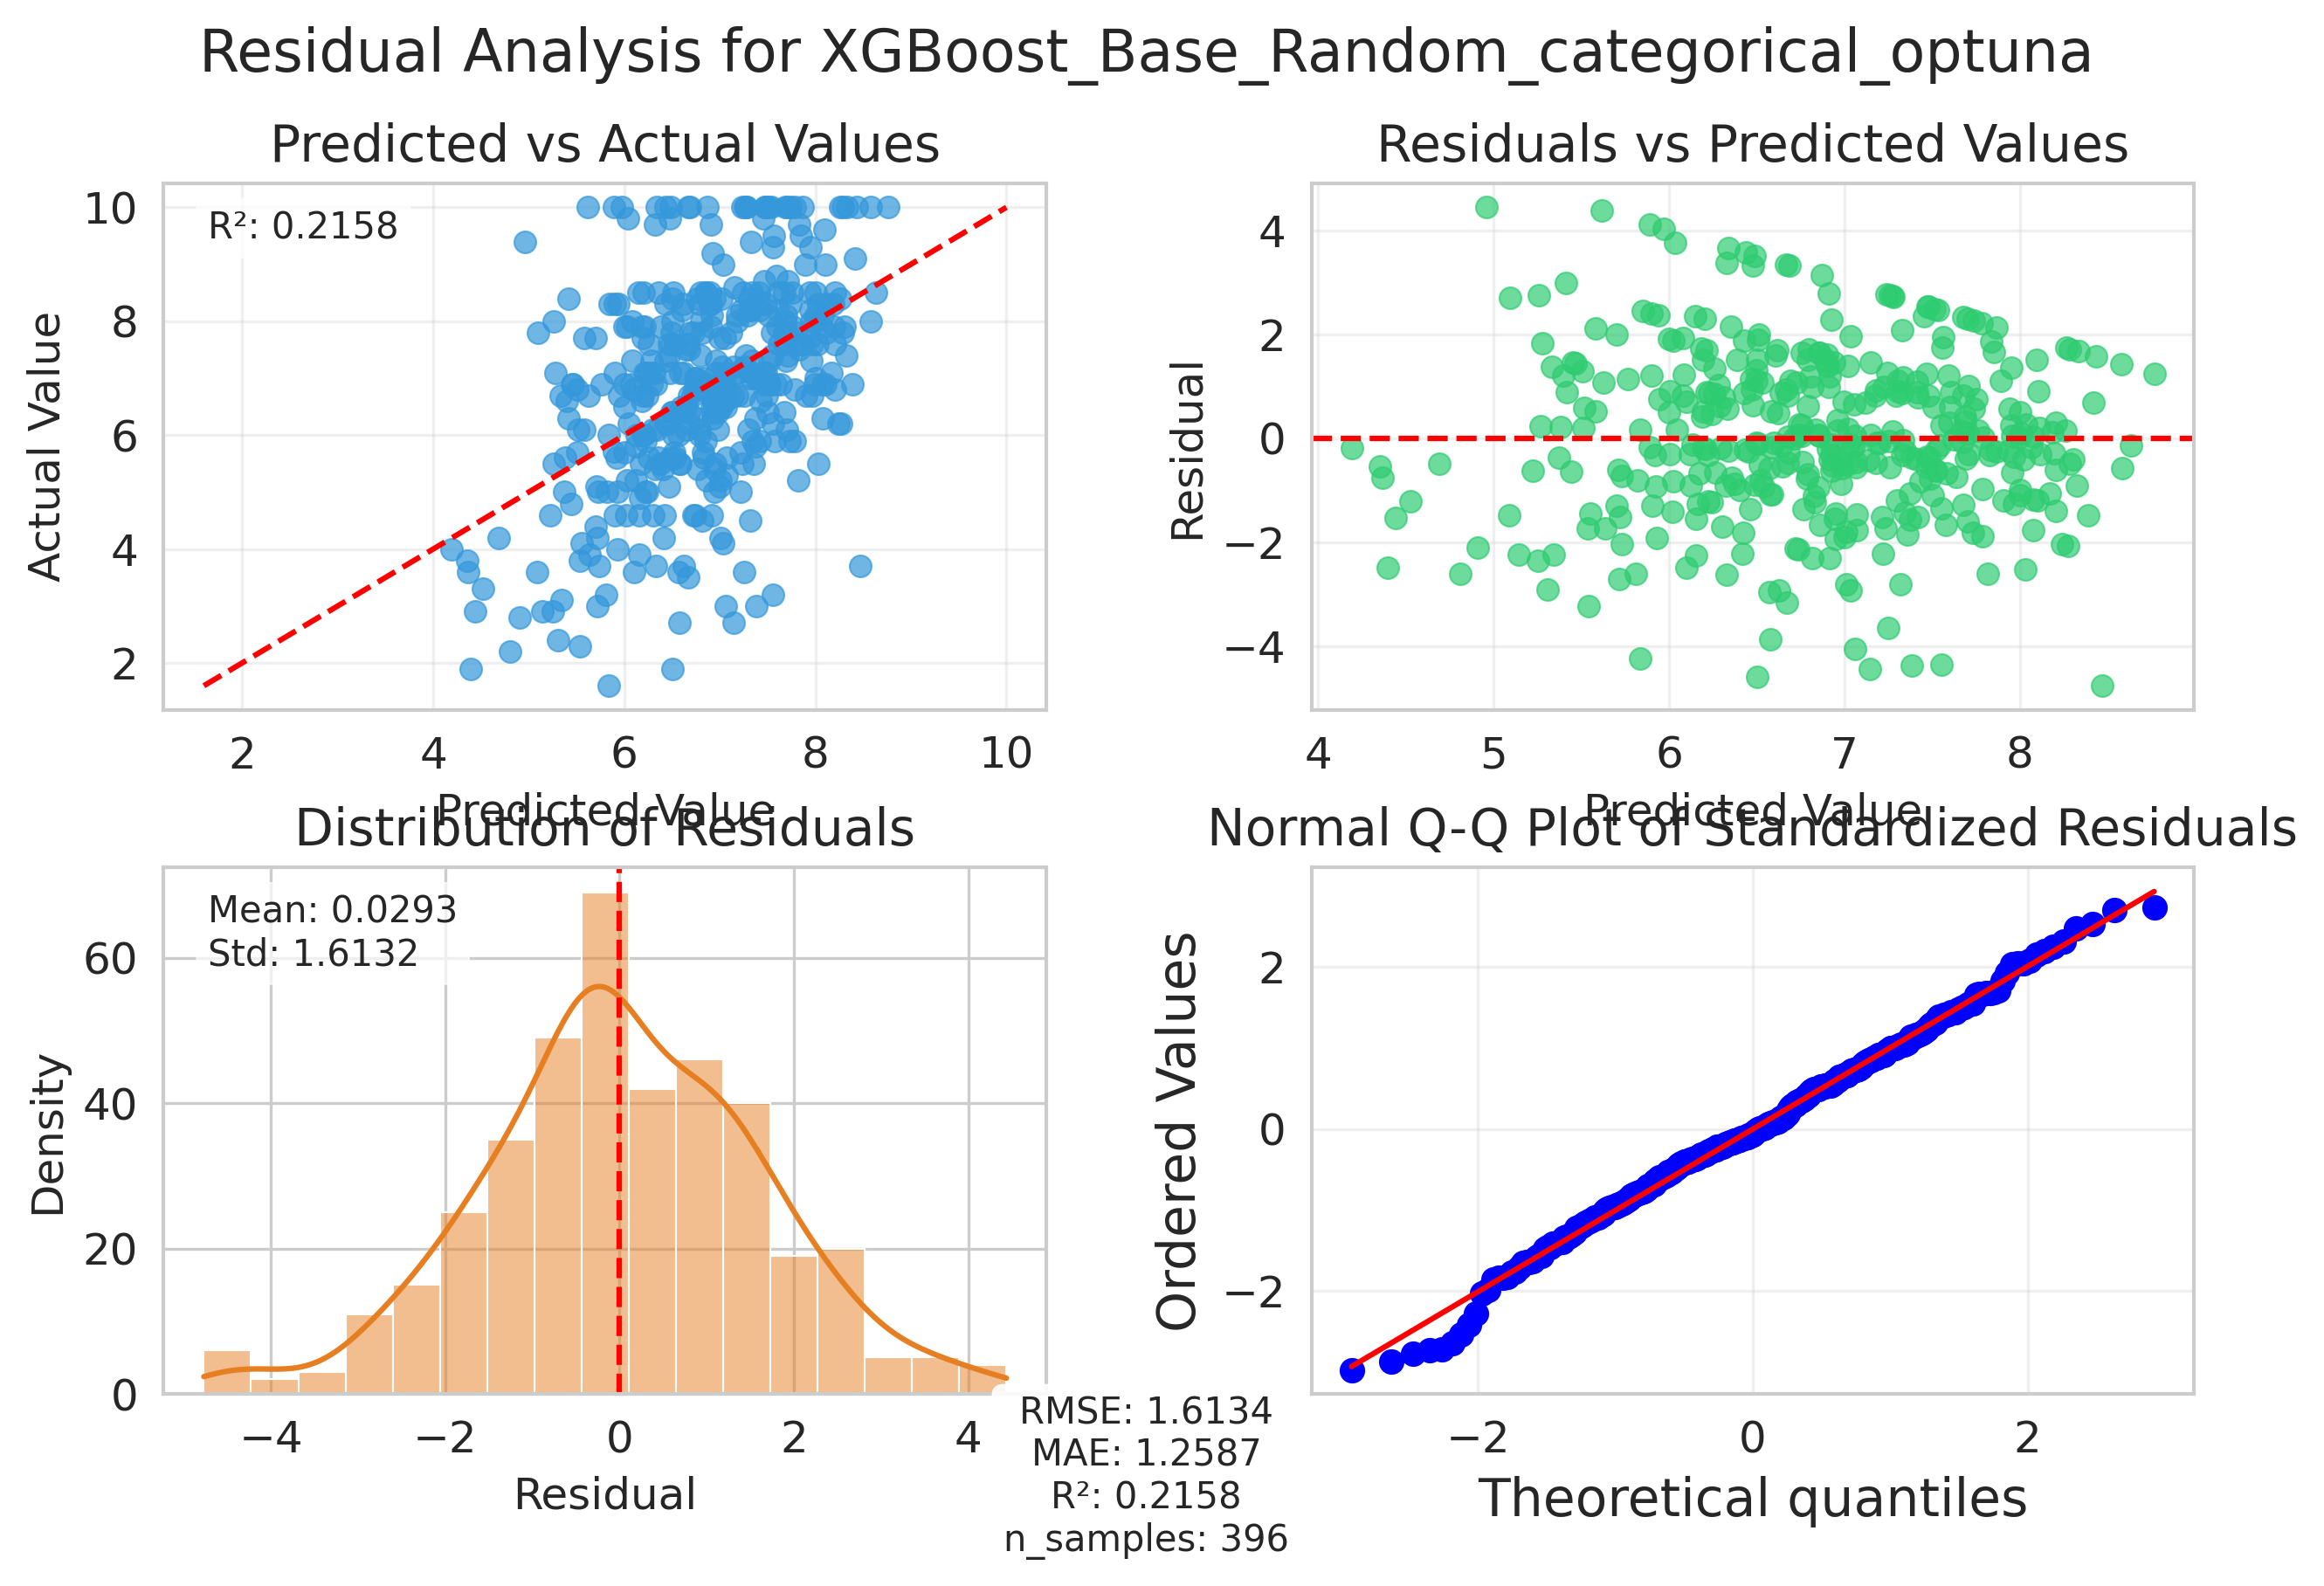 Residual Analysis for XGBoost_Base_Random_categorical_optuna
Predicted vs Actual Values
R²: 0.2158
Actual Value
10
8
6
4
2
2
4
6
8
10
Predicted Value
Residuals vs Predicted Values
Residual
4
2
0
−2
−4
4
5
6
7
8
Predicted Value
Distribution of Residuals
Mean: 0.0293
Std: 1.6132
Density
60
40
20
0
−4
−2
0
2
4
Residual
Normal Q-Q Plot of Standardized Residuals
Ordered Values
2
0
−2
−2
0
2
Theoretical quantiles
RMSE: 1.6134
MAE: 1.2587
R²: 0.2158
n_samples: 396